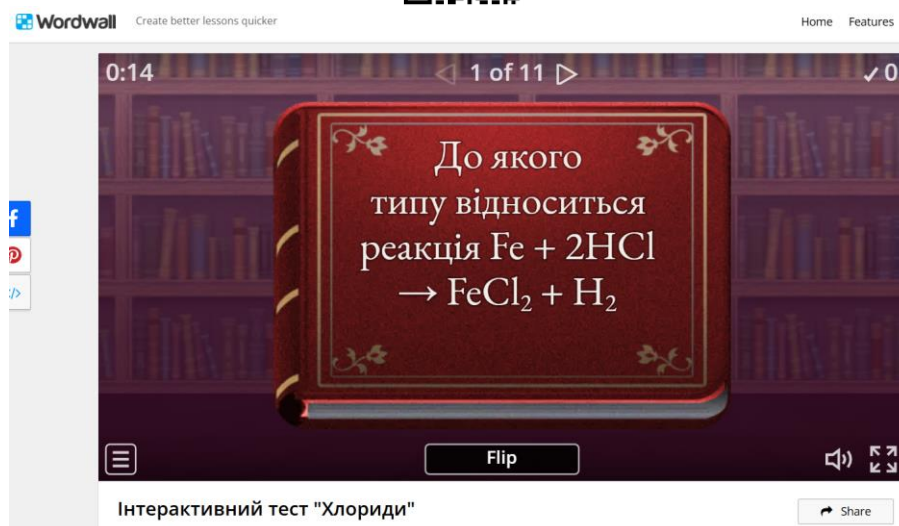 Wordwall Create better lessons quicker Home Features
0:14 1 of 11 ✓ 0
До якого
типу відноситься
реакція Fe + 2HCl
→ FeCl₂ + H₂
Flip
Інтерактивний тест "Хлориди" Share